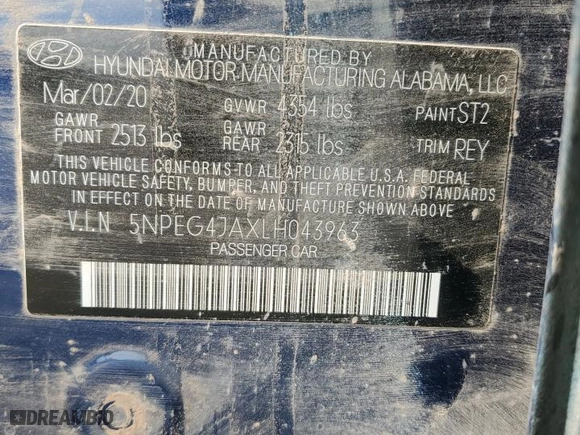 MANUFACTURED BY
HYUNDAI MOTOR MANUFACTURING ALABAMA, LLC
Mar/02/20 GVWR 4354 lbs PAINT ST2
GAWR FRONT 2513 lbs GAWR REAR 2315 lbs TRIM REY
THIS VEHICLE CONFORMS TO ALL APPLICABLE U.S.A. FEDERAL
MOTOR VEHICLE SAFETY, BUMPER, AND THEFT PREVENTION STANDARDS
IN EFFECT ON THE DATE OF MANUFACTURE SHOWN ABOVE.
V.I.N 5NPEG4JAXLH043963
PASSENGER CAR
DREAMBID